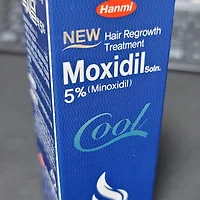 Hanmi
NEW Hair Regrowth
Treatment
Moxidil Soln.
5% (Minoxidil)
Cool